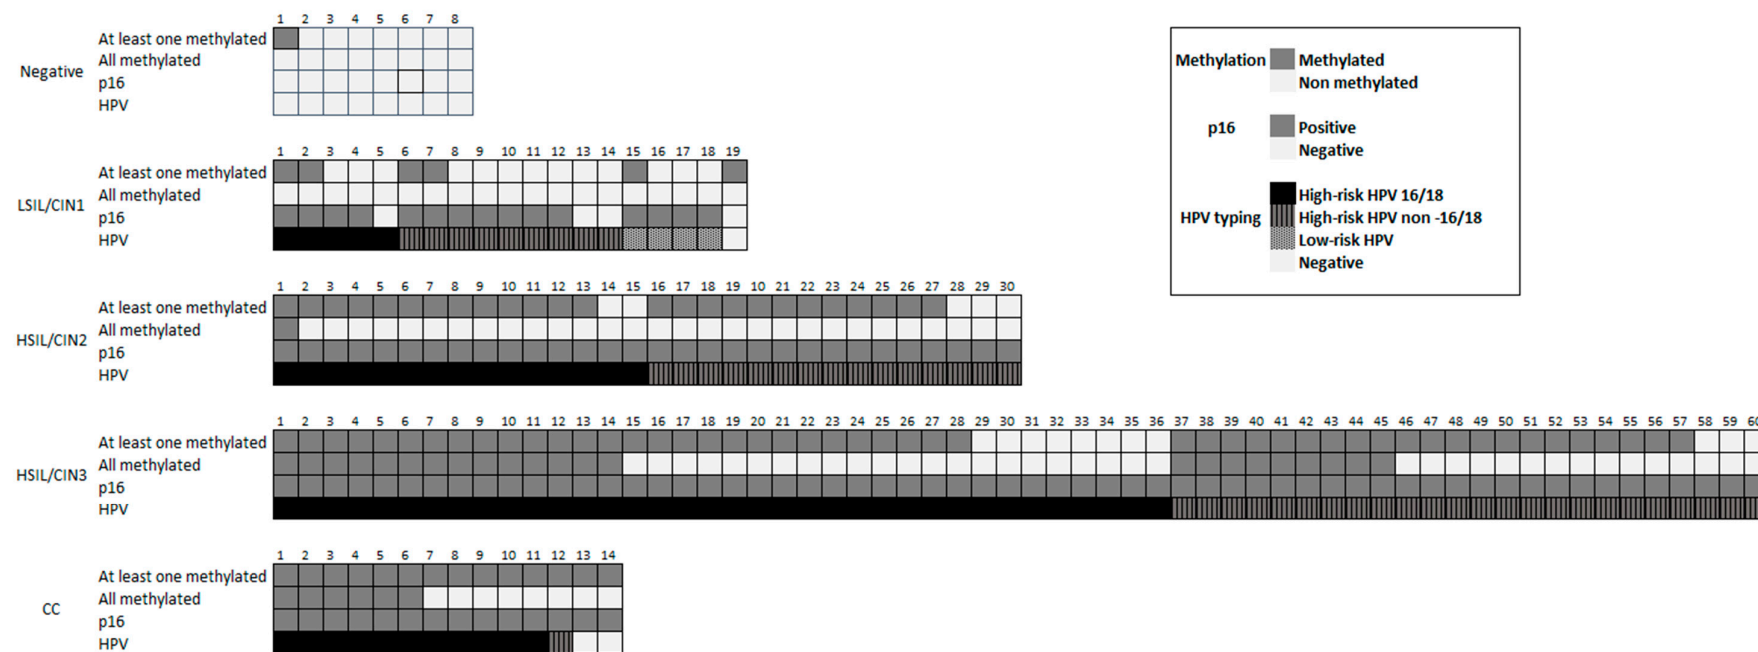 1 2 3 4 5 6 7 8
At least one methylated
All methylated
Negative
p16
HPV
1 2 3 4 5 6 7 8 9 10 11 12 13 14 15 16 17 18 19
At least one methylated
All methylated
LSIL/CIN1
p16
HPV
1 2 3 4 5 6 7 8 9 10 11 12 13 14 15 16 17 18 19 20 21 22 23 24 25 26 27 28 29 30
At least one methylated
All methylated
HSIL/CIN2
p16
HPV
1 2 3 4 5 6 7 8 9 10 11 12 13 14 15 16 17 18 19 20 21 22 23 24 25 26 27 28 29 30 31 32 33 34 35 36 37 38 39 40 41 42 43 44 45 46 47 48 49 50 51 52 53 54 55 56 57 58 59 60
At least one methylated
All methylated
HSIL/CIN3
p16
HPV
1 2 3 4 5 6 7 8 9 10 11 12 13 14
At least one methylated
All methylated
CC
p16
HPV
Methylation Methylated
Non methylated
p16 Positive
Negative
High-risk HPV 16/18
HPV typing High-risk HPV non -16/18
Low-risk HPV
Negative